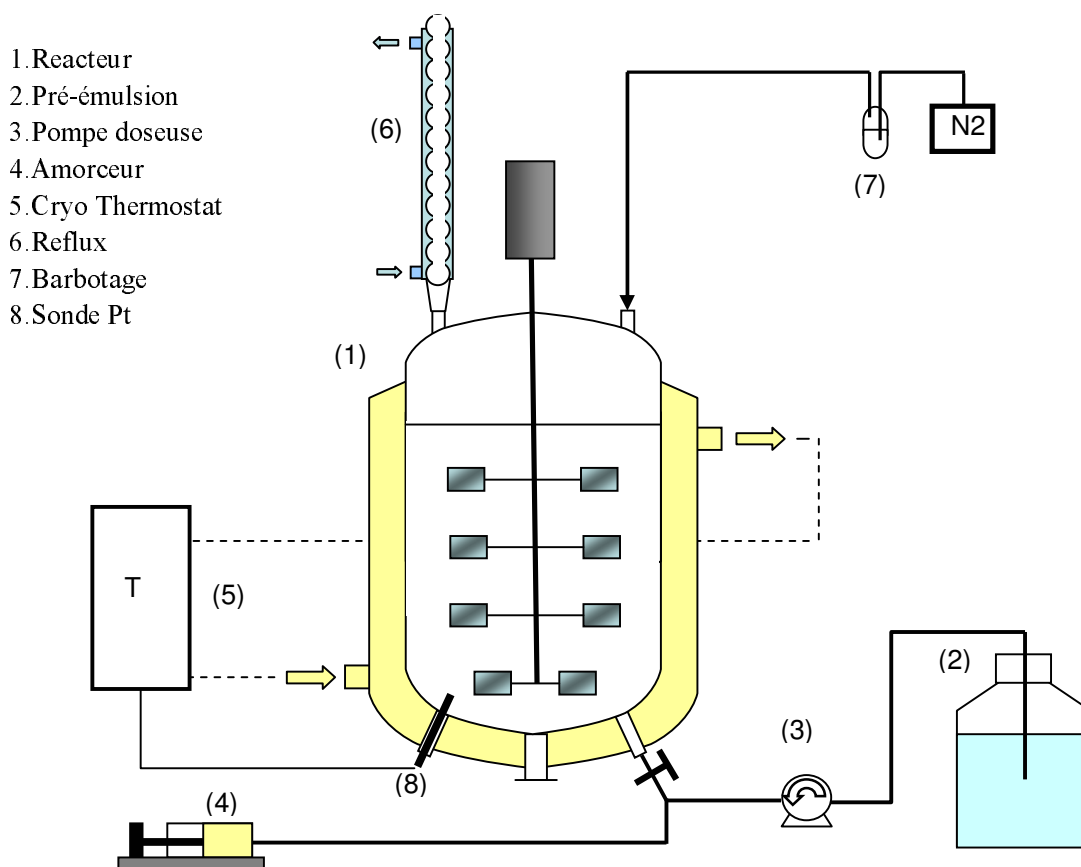 1.Reacteur
2.Pré-émulsion
3.Pompe doseuse
4.Amorceur
5.Cryo Thermostat
6.Reflux
7.Barbotage
8.Sonde Pt
(6)
N2
(7)
(1)
T
(5)
(2)
(3)
(8)
(4)